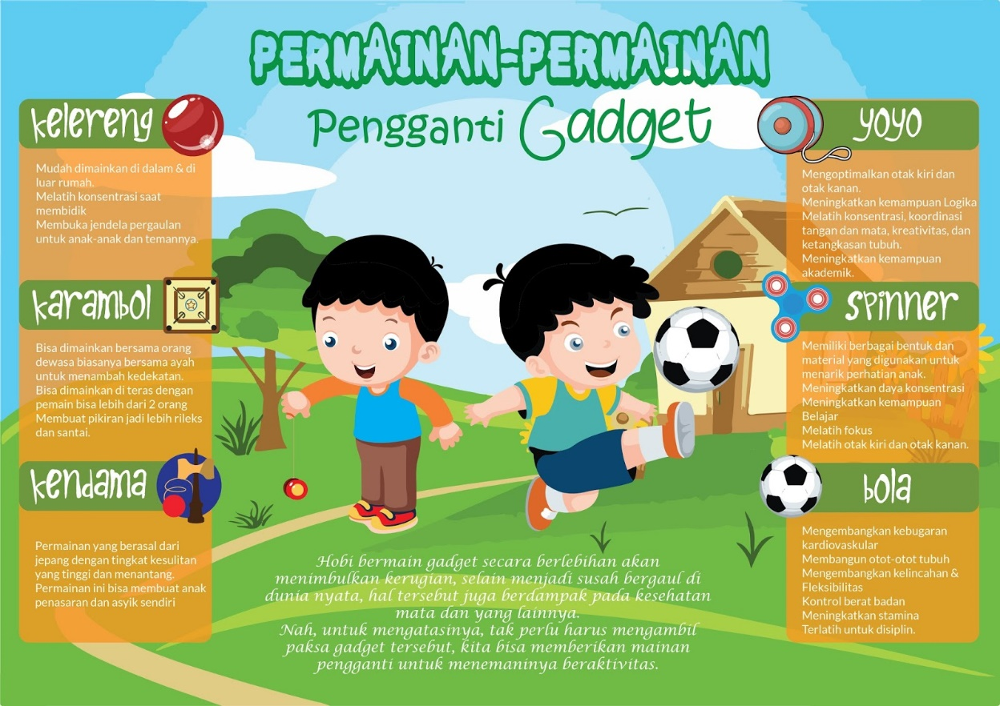 PERMAINAN-PERMAINAN
Pengganti Gadget
kelereng
Mudah dimainkan di dalam & di
luar rumah.
Melatih konsentrasi saat
membidik
Membuka jendela pergaulan
untuk anak-anak dan temannya.
karambol
Bisa dimainkan bersama orang
dewasa biasanya bersama ayah
untuk menambah kedekatan.
Bisa dimainkan di teras dengan
pemain bisa lebih dari 2 orang
Membuat pikiran jadi lebih rileks
dan santai.
kendama
Permainan yang berasal dari
jepang dengan tingkat kesulitan
yang tinggi dan menantang.
Permainan ini bisa membuat anak
penasaran dan asyik sendiri
yoyo
Mengoptimalkan otak kiri dan
otak kanan.
Meningkatkan kemampuan Logika
Melatih konsentrasi, koordinasi
tangan dan mata, kreativitas, dan
ketangkasan tubuh.
Meningkatkan kemampuan
akademik.
spinner
Memiliki berbagai bentuk dan
material yang digunakan untuk
menarik perhatian anak.
Meningkatkan daya konsentrasi
Meningkatkan kemampuan
Belajar
Melatih fokus
Melatih otak kiri dan otak kanan.
bola
Mengembangkan kebugaran
kardiovaskular
Membangun otot-otot tubuh
Mengembangkan kelincahan &
Fleksibilitas
Kontrol berat badan
Meningkatkan stamina
Terlatih untuk disiplin.
Hobi bermain gadget secara berlebihan akan
menimbulkan kerugian, selain menjadi susah bergaul di
dunia nyata, hal tersebut juga berdampak pada kesehatan
mata dan yang lainnya.
Nah, untuk mengatasinya, tak perlu harus mengambil
paksa gadget tersebut, kita bisa memberikan mainan
pengganti untuk menemaninya beraktivitas.